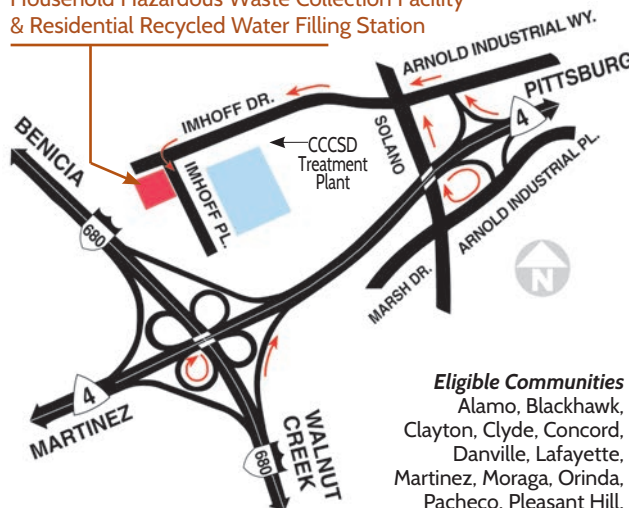 Household Hazardous Waste Collection Facility
& Residential Recycled Water Filling Station
ARNOLD INDUSTRIAL WY.
PITTSBURG
IMHOFF DR.
4
BENICIA
SOLANO
CCCSD
Treatment
Plant
IMHOFF PL.
ARNOLD INDUSTRIAL PL.
680
MARSH DR.
N
4
MARTINEZ
WALNUT
CREEK
680
Eligible Communities
Alamo, Blackhawk,
Clayton, Clyde, Concord,
Danville, Lafayette,
Martinez, Moraga, Orinda,
Pacheco, Pleasant Hill,